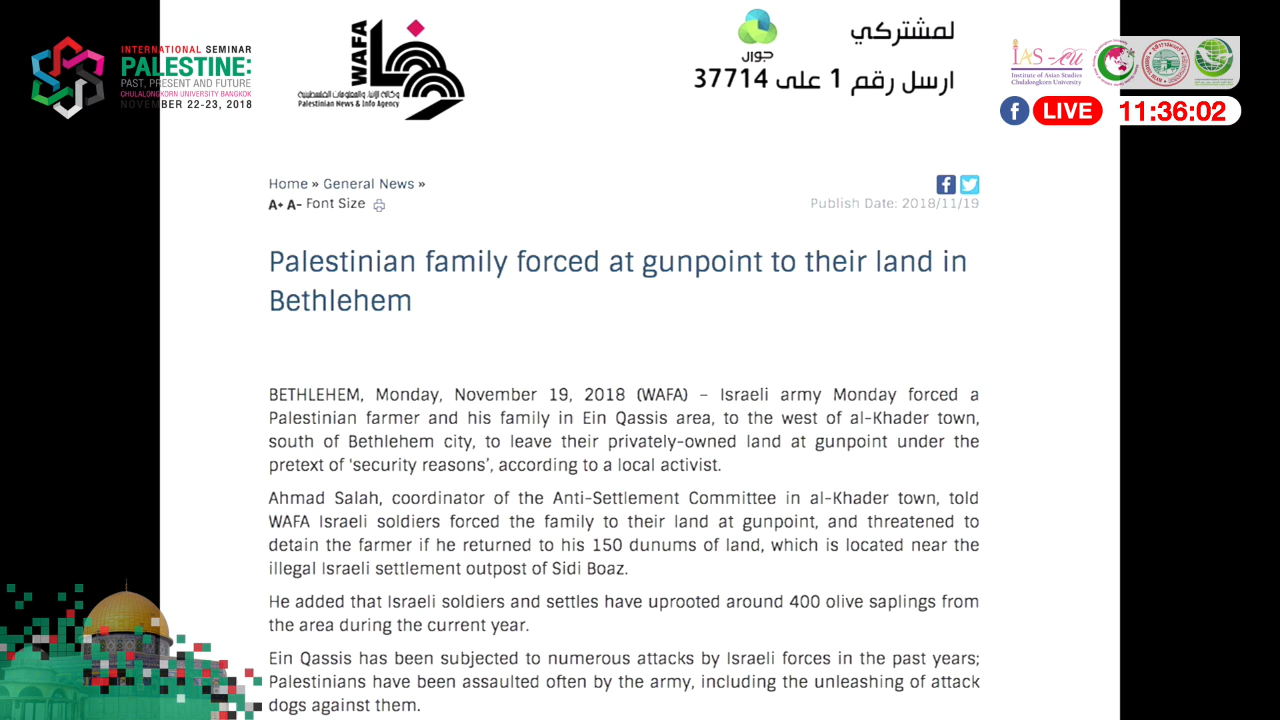 INTERNATIONAL SEMINAR
PALESTINE:
PAST, PRESENT AND FUTURE
CHULALONGKORN UNIVERSITY BANGKOK
NOVEMBER 22-23, 2018
WAFA
وفا
Palestinian News & Info Agency
جوال
لمشتركي
ارسل رقم 1 على 37714
IAS-CU
Institute of Asian Studies
Chulalongkorn University
f LIVE 11:36:02
Home » General News »
A+ A- Font Size
Publish Date: 2018/11/19
Palestinian family forced at gunpoint to their land in
Bethlehem
BETHLEHEM, Monday, November 19, 2018 (WAFA) – Israeli army Monday forced a
Palestinian farmer and his family in Ein Qassis area, to the west of al-Khader town,
south of Bethlehem city, to leave their privately-owned land at gunpoint under the
pretext of 'security reasons', according to a local activist.
Ahmad Salah, coordinator of the Anti-Settlement Committee in al-Khader town, told
WAFA Israeli soldiers forced the family to their land at gunpoint, and threatened to
detain the farmer if he returned to his 150 dunums of land, which is located near the
illegal Israeli settlement outpost of Sidi Boaz.
He added that Israeli soldiers and settles have uprooted around 400 olive saplings from
the area during the current year.
Ein Qassis has been subjected to numerous attacks by Israeli forces in the past years;
Palestinians have been assaulted often by the army, including the unleashing of attack
dogs against them.